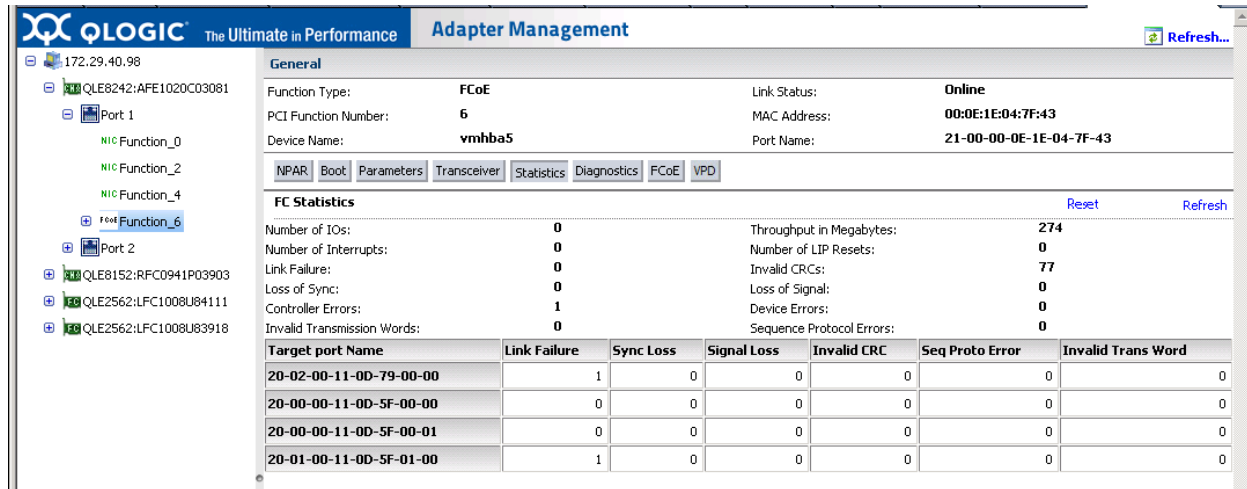 QLOGIC The Ultimate in Performance Adapter Management
Refresh...
172.29.40.98
QLE8242:AFE1020C03081
Port 1
NIC Function_0
NIC Function_2
NIC Function_4
FCoE Function_6
Port 2
QLE8152:RFC0941P03903
FC QLE2562:LFC1008U84111
FC QLE2562:LFC1008U83918
General
Function Type: FCoE Link Status: Online
PCI Function Number: 6 MAC Address: 00:0E:1E:04:7F:43
Device Name: vmhba5 Port Name: 21-00-00-0E-1E-04-7F-43
NPAR Boot Parameters Transceiver Statistics Diagnostics FCoE VPD
FC Statistics Reset Refresh
Number of IOs: 0 Throughput in Megabytes: 274
Number of Interrupts: 0 Number of LIP Resets: 0
Link Failure: 0 Invalid CRCs: 77
Loss of Sync: 0 Loss of Signal: 0
Controller Errors: 1 Device Errors: 0
Invalid Transmission Words: 0 Sequence Protocol Errors: 0
Target port Name Link Failure Sync Loss Signal Loss Invalid CRC Seq Proto Error Invalid Trans Word
20-02-00-11-0D-79-00-00 1 0 0 0 0 0
20-00-00-11-0D-5F-00-00 0 0 0 0 0 0
20-00-00-11-0D-5F-00-01 0 0 0 0 0 0
20-01-00-11-0D-5F-01-00 1 0 0 0 0 0